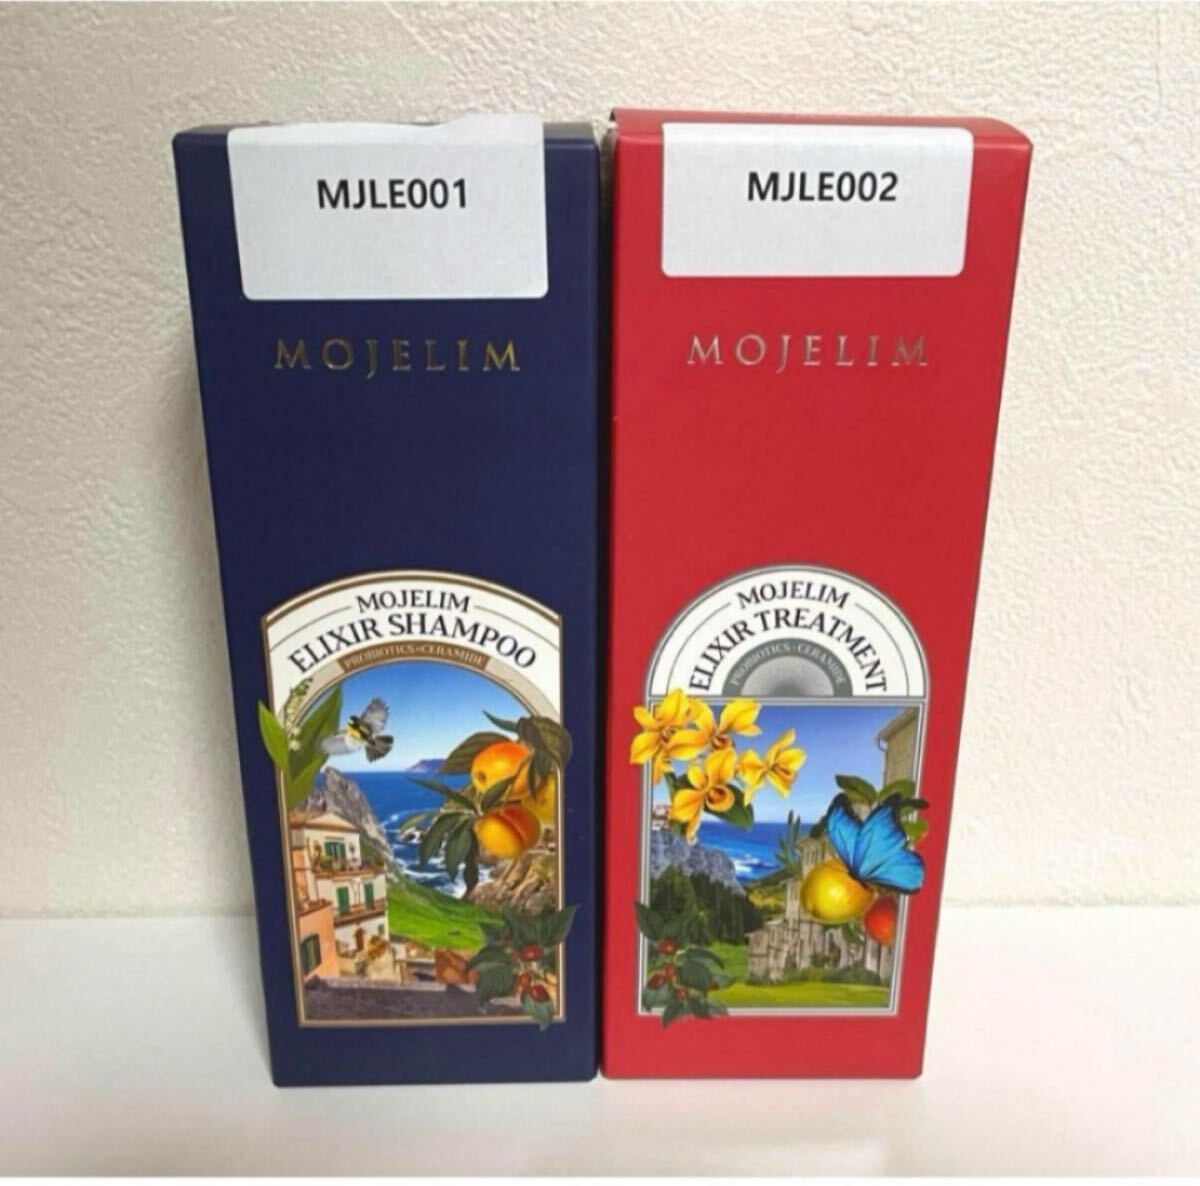 MJLE001
MOJELIM
MOJELIM
ELIXIR SHAMPOO
PROBIOTICS+CERAMIDE
MJLE002
MOJELIM
MOJELIM
ELIXIR TREATMENT
PROBIOTICS+CERAMIDE